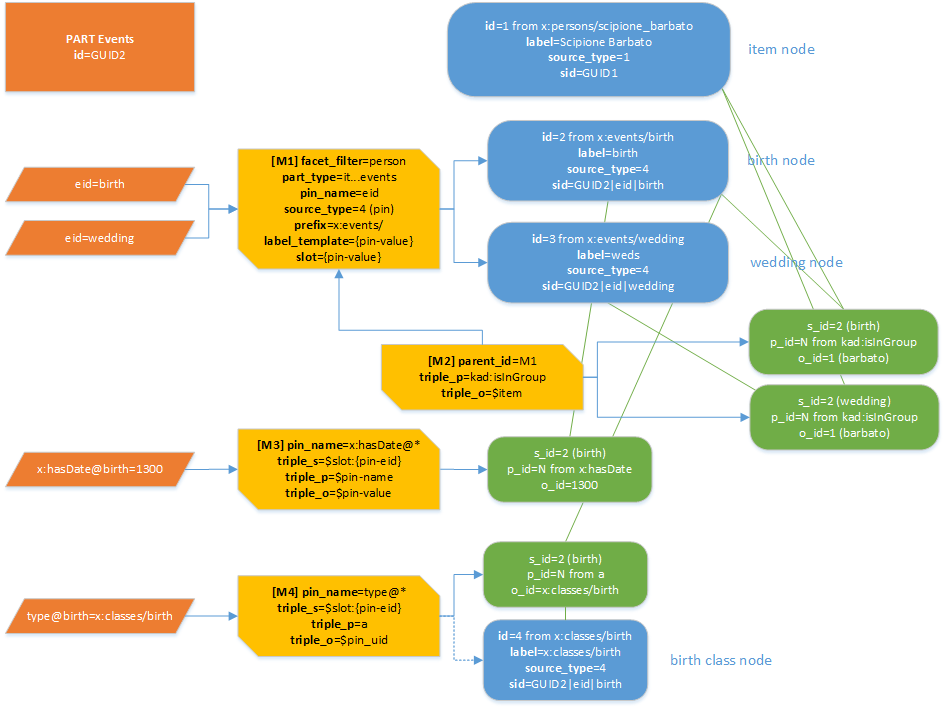 PART Events
id=GUID2
id=1 from x:persons/scipione_barbato
label=Scipione Barbato
source_type=1
sid=GUID1
item node
id=2 from x:events/birth
label=birth
source_type=4
sid=GUID2|eid|birth
birth node
eid=birth
eid=wedding
[M1] facet_filter=person
part_type=it...events
pin_name=eid
source_type=4 (pin)
prefix=x:events/
label_template={pin-value}
slot={pin-value}
id=3 from x:events/wedding
label=weds
source_type=4
sid=GUID2|eid|wedding
wedding node
s_id=2 (birth)
p_id=N from kad:isInGroup
o_id=1 (barbato)
[M2] parent_id=M1
triple_p=kad:isInGroup
triple_o=$item
s_id=2 (wedding)
p_id=N from kad:isInGroup
o_id=1 (barbato)
x:hasDate@birth=1300
[M3] pin_name=x:hasDate@*
triple_s=$slot:{pin-eid}
triple_p=$pin-name
triple_o=$pin-value
s_id=2 (birth)
p_id=N from x:hasDate
o_id=1300
s_id=2 (birth)
p_id=N from a
o_id=x:classes/birth
type@birth=x:classes/birth
[M4] pin_name=type@*
triple_s=$slot:{pin-eid}
triple_p=a
triple_o=$pin_uid
id=4 from x:classes/birth
label=x:classes/birth
source_type=4
sid=GUID2|eid|birth
birth class node